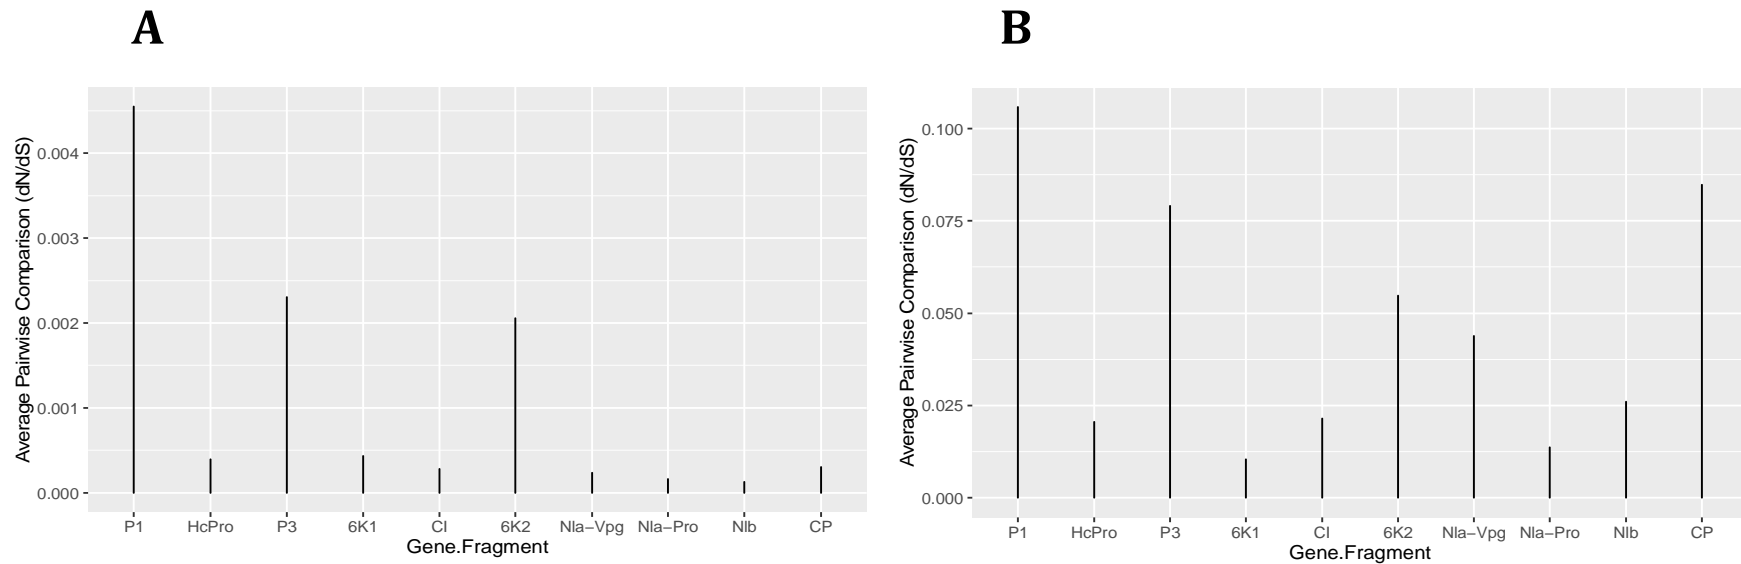 A
Average Pairwise Comparison (dN/dS)
0.004
0.003
0.002
0.001
0.000
P1 HcPro P3 6K1 CI 6K2 NIa−Vpg NIa−Pro NIb CP
Gene.Fragment
B
Average Pairwise Comparison (dN/dS)
0.100
0.075
0.050
0.025
0.000
P1 HcPro P3 6K1 CI 6K2 NIa−Vpg NIa−Pro NIb CP
Gene.Fragment